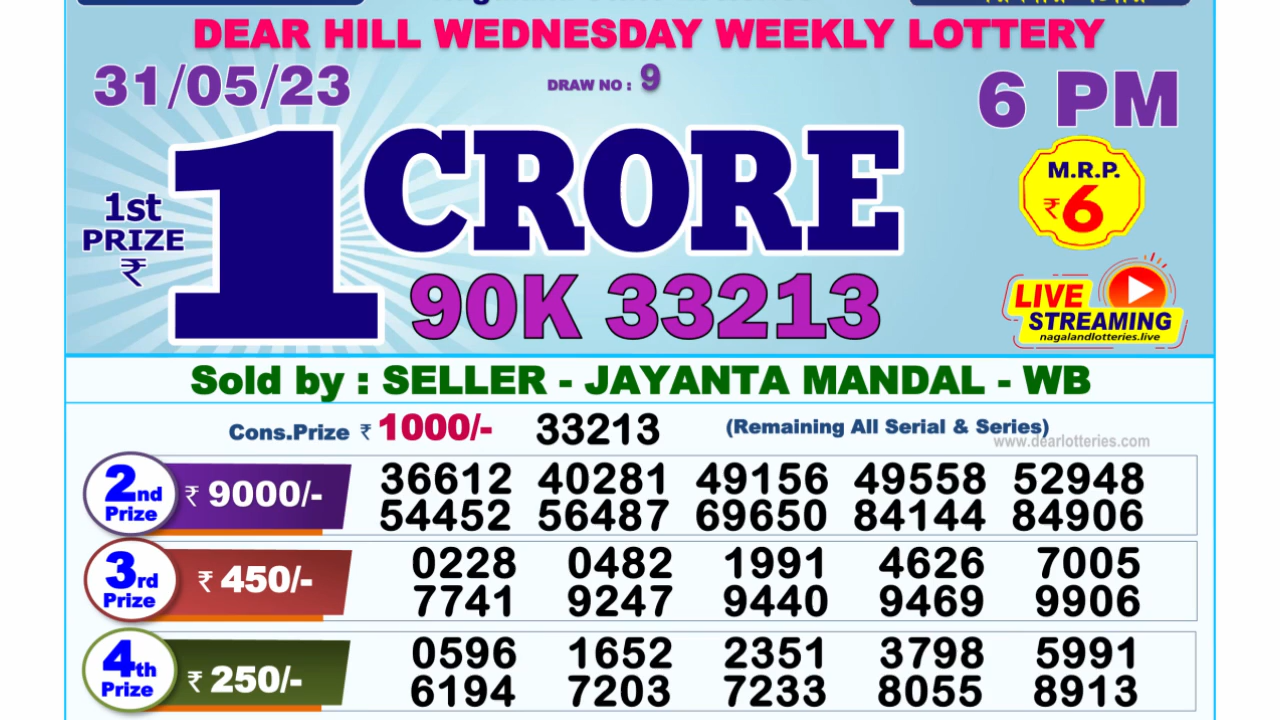 DEAR HILL WEDNESDAY WEEKLY LOTTERY
31/05/23
DRAW NO : 9
6 PM
1st
PRIZE
₹
1 CRORE
M.R.P.
₹6
90K 33213
LIVE
STREAMING
nagalandlotteries.live
Sold by : SELLER - JAYANTA MANDAL - WB
Cons.Prize ₹ 1000/- 33213 (Remaining All Serial & Series)
www.dearlotteries.com
2nd
Prize
₹ 9000/-
36612 40281 49156 49558 52948
54452 56487 69650 84144 84906
3rd
Prize
₹ 450/-
0228 0482 1991 4626 7005
7741 9247 9440 9469 9906
4th
Prize
₹ 250/-
0596 1652 2351 3798 5991
6194 7203 7233 8055 8913